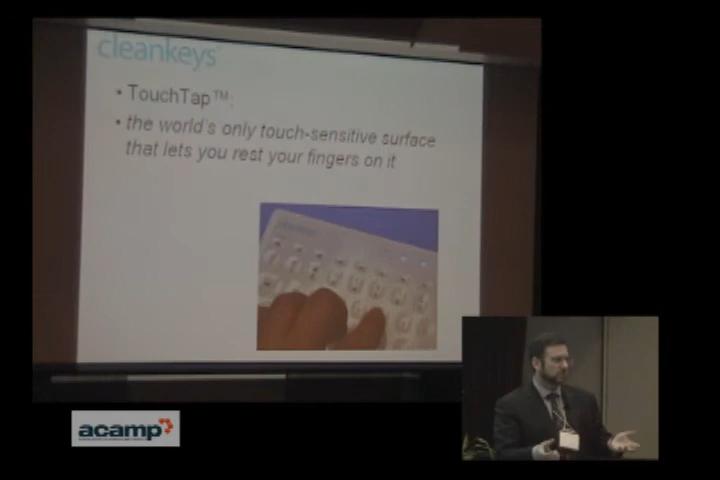 cleankeys
• TouchTap™:
• the world's only touch-sensitive surface
that lets you rest your fingers on it
acamp